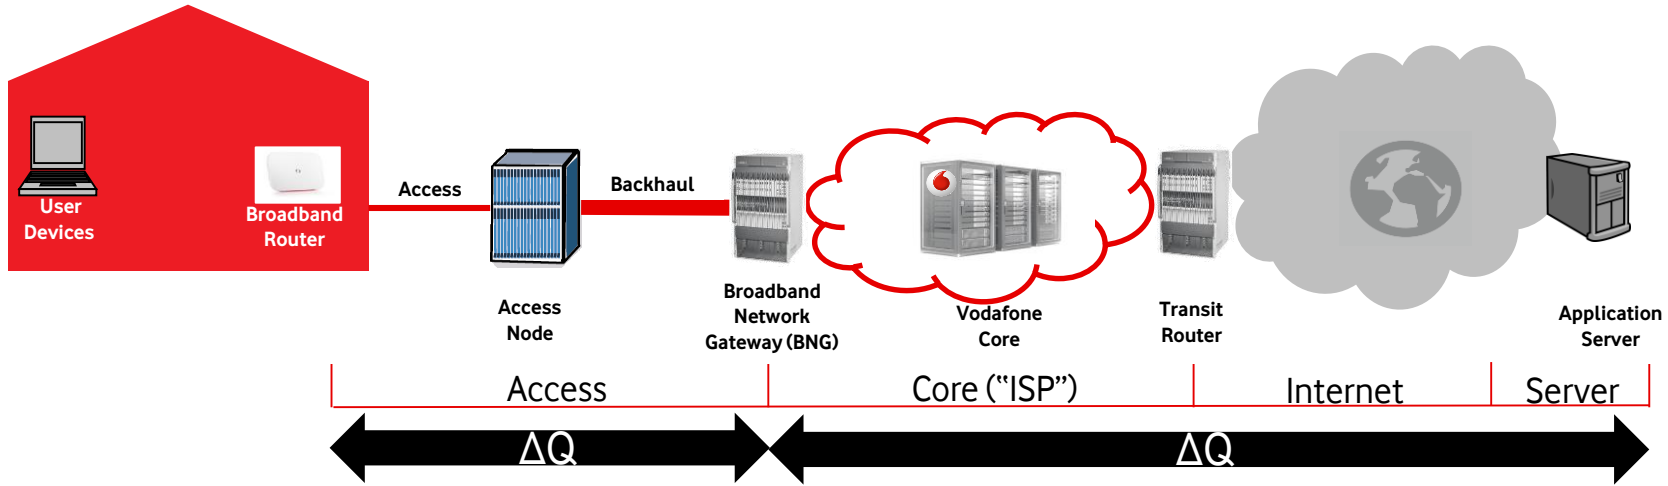 User
Devices
Broadband
Router
Access
Access
Node
Backhaul
Broadband
Network
Gateway (BNG)
Vodafone
Core
Transit
Router
Application
Server
Access
Core (“ISP”)
Internet
Server
ΔQ
ΔQ